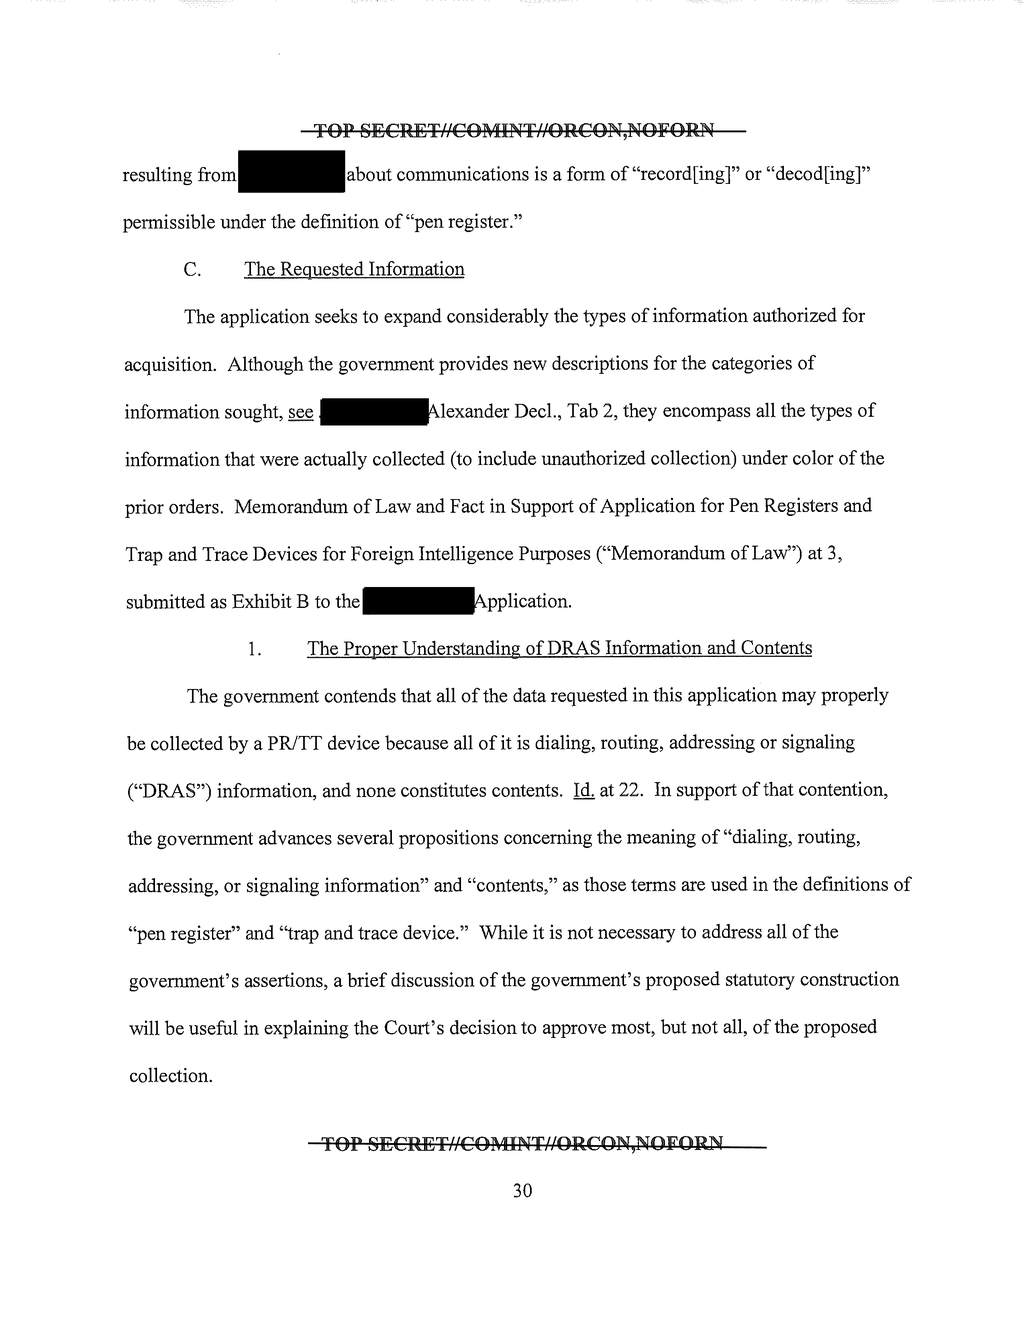 TOP SECRET//COMINT//ORCON,NOFORN
resulting from about communications is a form of “record[ing]” or “decod[ing]”
permissible under the definition of “pen register.”
C. The Requested Information
The application seeks to expand considerably the types of information authorized for
acquisition. Although the government provides new descriptions for the categories of
information sought, see Alexander Decl., Tab 2, they encompass all the types of
information that were actually collected (to include unauthorized collection) under color of the
prior orders. Memorandum of Law and Fact in Support of Application for Pen Registers and
Trap and Trace Devices for Foreign Intelligence Purposes (“Memorandum of Law”) at 3,
submitted as Exhibit B to the Application.
1. The Proper Understanding of DRAS Information and Contents
The government contends that all of the data requested in this application may properly
be collected by a PR/TT device because all of it is dialing, routing, addressing or signaling
(“DRAS”) information, and none constitutes contents. Id. at 22. In support of that contention,
the government advances several propositions concerning the meaning of “dialing, routing,
addressing, or signaling information” and “contents,” as those terms are used in the definitions of
“pen register” and “trap and trace device.” While it is not necessary to address all of the
government’s assertions, a brief discussion of the government’s proposed statutory construction
will be useful in explaining the Court’s decision to approve most, but not all, of the proposed
collection.
TOP SECRET//COMINT//ORCON,NOFORN
30